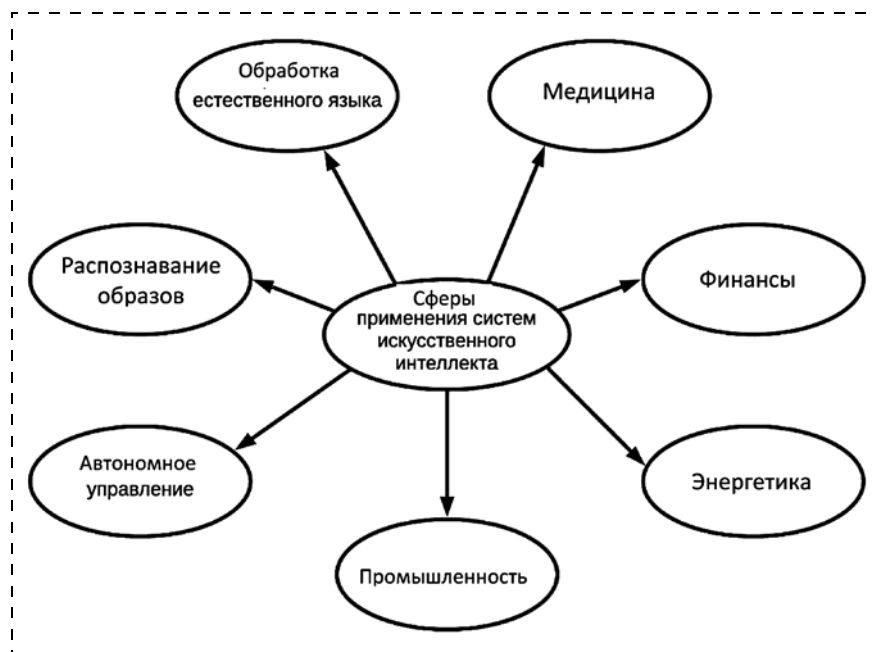 Обработка
естественного языка
Медицина
Распознавание
образов
Сферы
применения систем
искусственного
интеллекта
Финансы
Автономное
управление
Энергетика
Промышленность